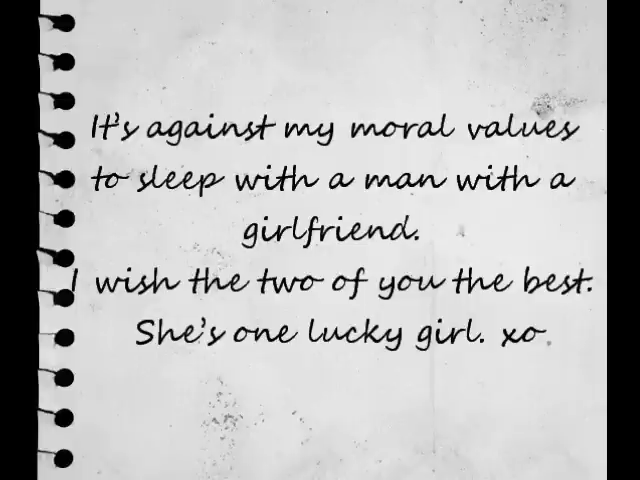 It's against my moral values
to sleep with a man with a
girlfriend.
I wish the two of you the best.
She's one lucky girl. xo